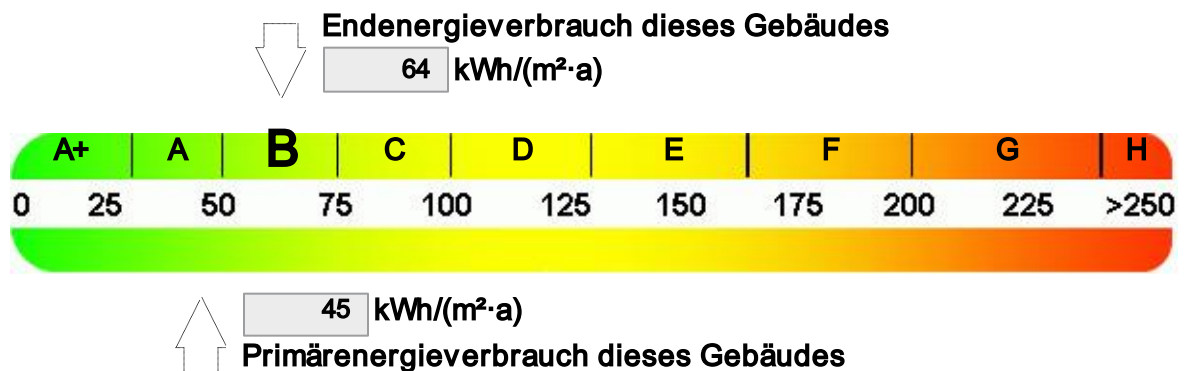 Endenergieverbrauch dieses Gebäudes
64 kWh/(m²·a)
A+ A B C D E F G H
0 25 50 75 100 125 150 175 200 225 >250
45 kWh/(m²·a)
Primärenergieverbrauch dieses Gebäudes